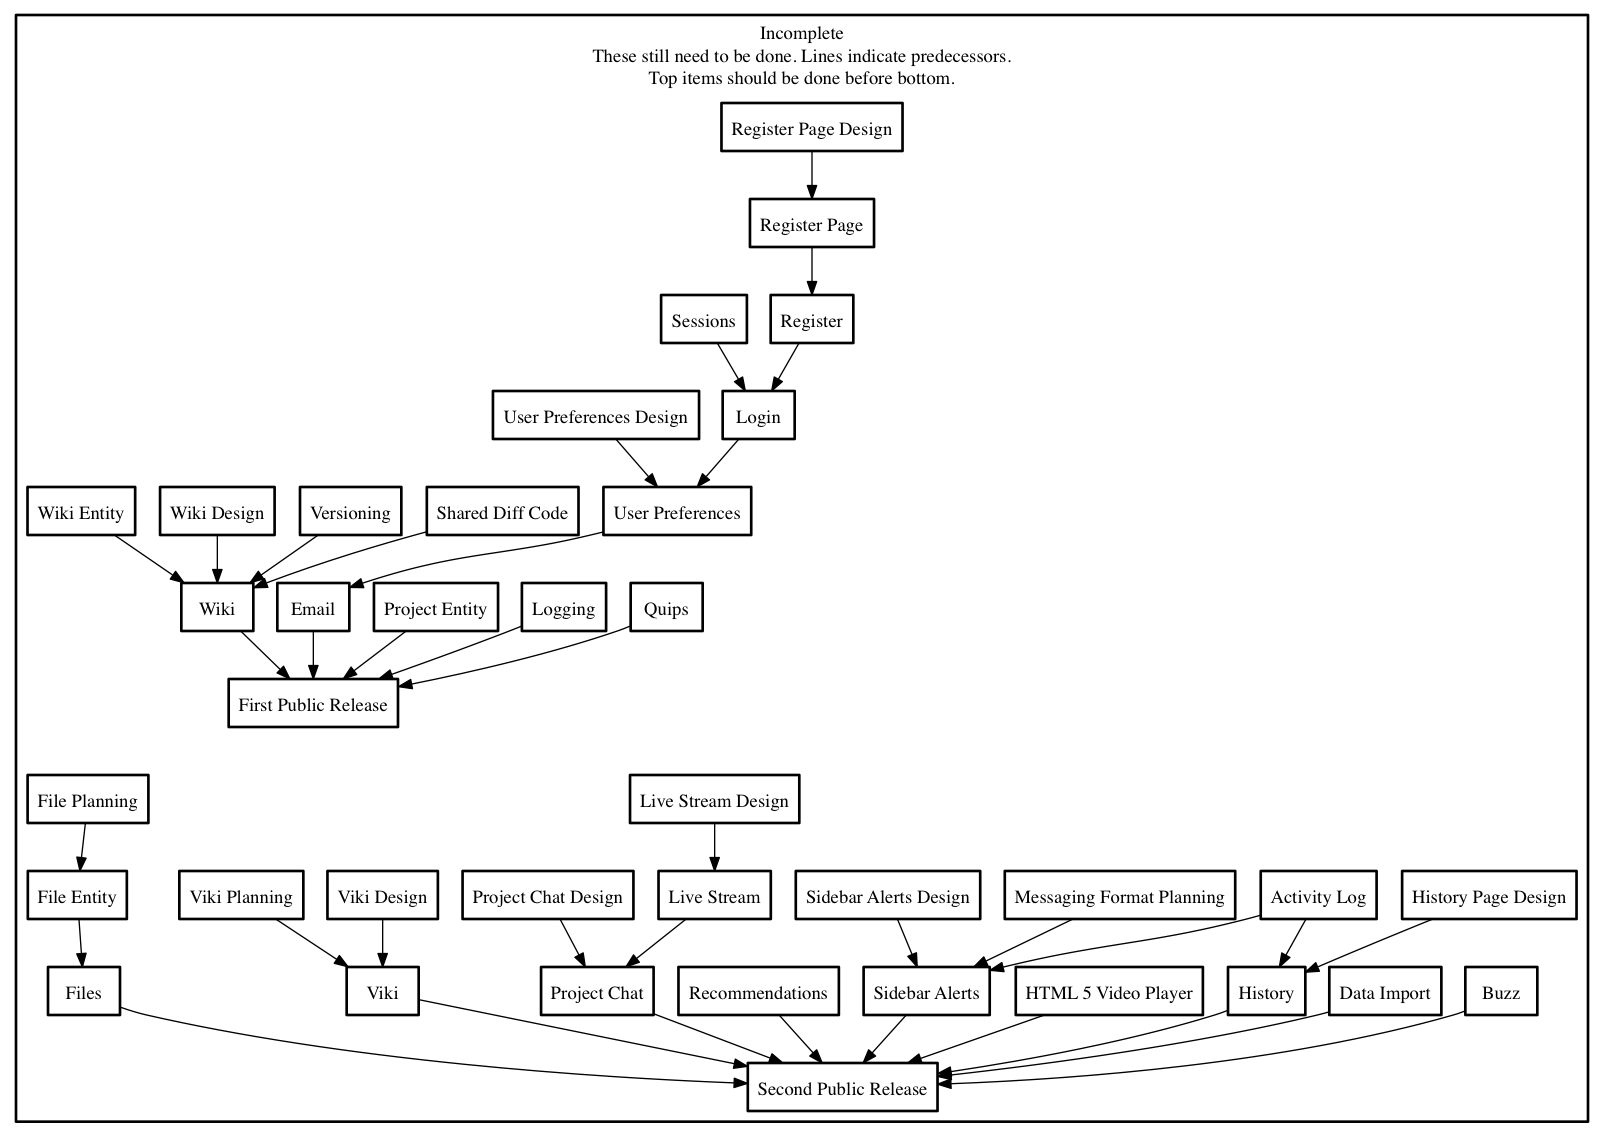 Incomplete
These still need to be done. Lines indicate predecessors.
Top items should be done before bottom.
Register Page Design
Register Page
Sessions
Register
User Preferences Design
Login
Wiki Entity
Wiki Design
Versioning
Shared Diff Code
User Preferences
Wiki
Email
Project Entity
Logging
Quips
First Public Release
File Planning
Live Stream Design
File Entity
Viki Planning
Viki Design
Project Chat Design
Live Stream
Sidebar Alerts Design
Messaging Format Planning
Activity Log
History Page Design
Files
Viki
Project Chat
Recommendations
Sidebar Alerts
HTML 5 Video Player
History
Data Import
Buzz
Second Public Release